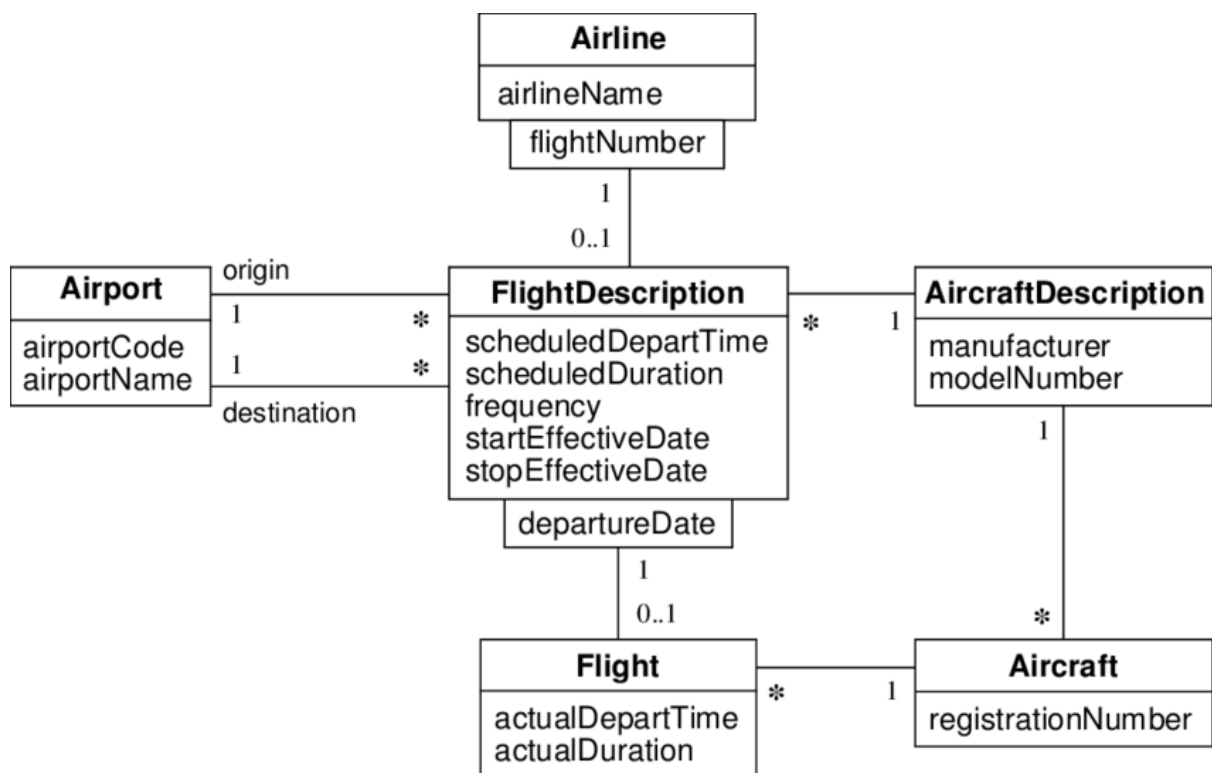 Airline
airlineName
flightNumber
1
0..1
origin
Airport
airportCode
airportName
1
*
1
*
destination
FlightDescription
scheduledDepartTime
scheduledDuration
frequency
startEffectiveDate
stopEffectiveDate
departureDate
*
1
AircraftDescription
manufacturer
modelNumber
1
*
1
0..1
Flight
actualDepartTime
actualDuration
*
1
Aircraft
registrationNumber